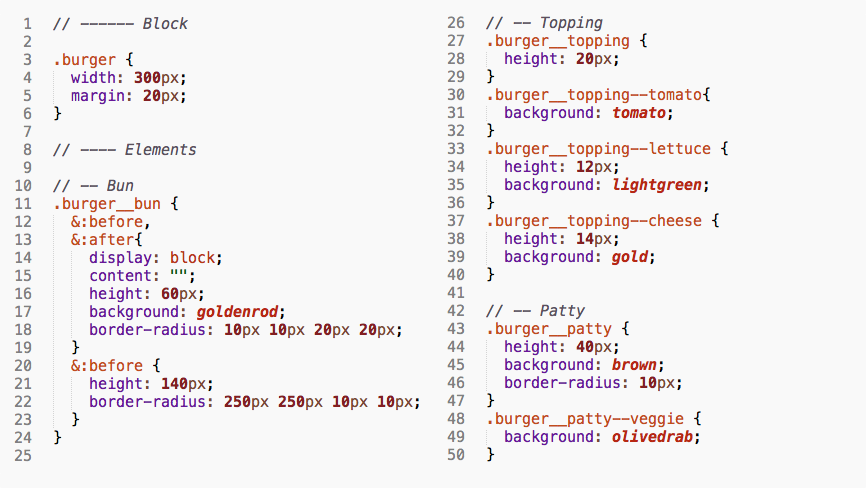 1 // ------ Block
2
3 .burger {
4   width: 300px;
5   margin: 20px;
6 }
7
8 // ---- Elements
9
10 // -- Bun
11 .burger__bun {
12   &:before,
13   &:after{
14     display: block;
15     content: "";
16     height: 60px;
17     background: goldenrod;
18     border-radius: 10px 10px 20px 20px;
19   }
20   &:before {
21     height: 140px;
22     border-radius: 250px 250px 10px 10px;
23   }
24 }
25
26 // -- Topping
27 .burger__topping {
28   height: 20px;
29 }
30 .burger__topping--tomato{
31   background: tomato;
32 }
33 .burger__topping--lettuce {
34   height: 12px;
35   background: lightgreen;
36 }
37 .burger__topping--cheese {
38   height: 14px;
39   background: gold;
40 }
41
42 // -- Patty
43 .burger__patty {
44   height: 40px;
45   background: brown;
46   border-radius: 10px;
47 }
48 .burger__patty--veggie {
49   background: olivedrab;
50 }